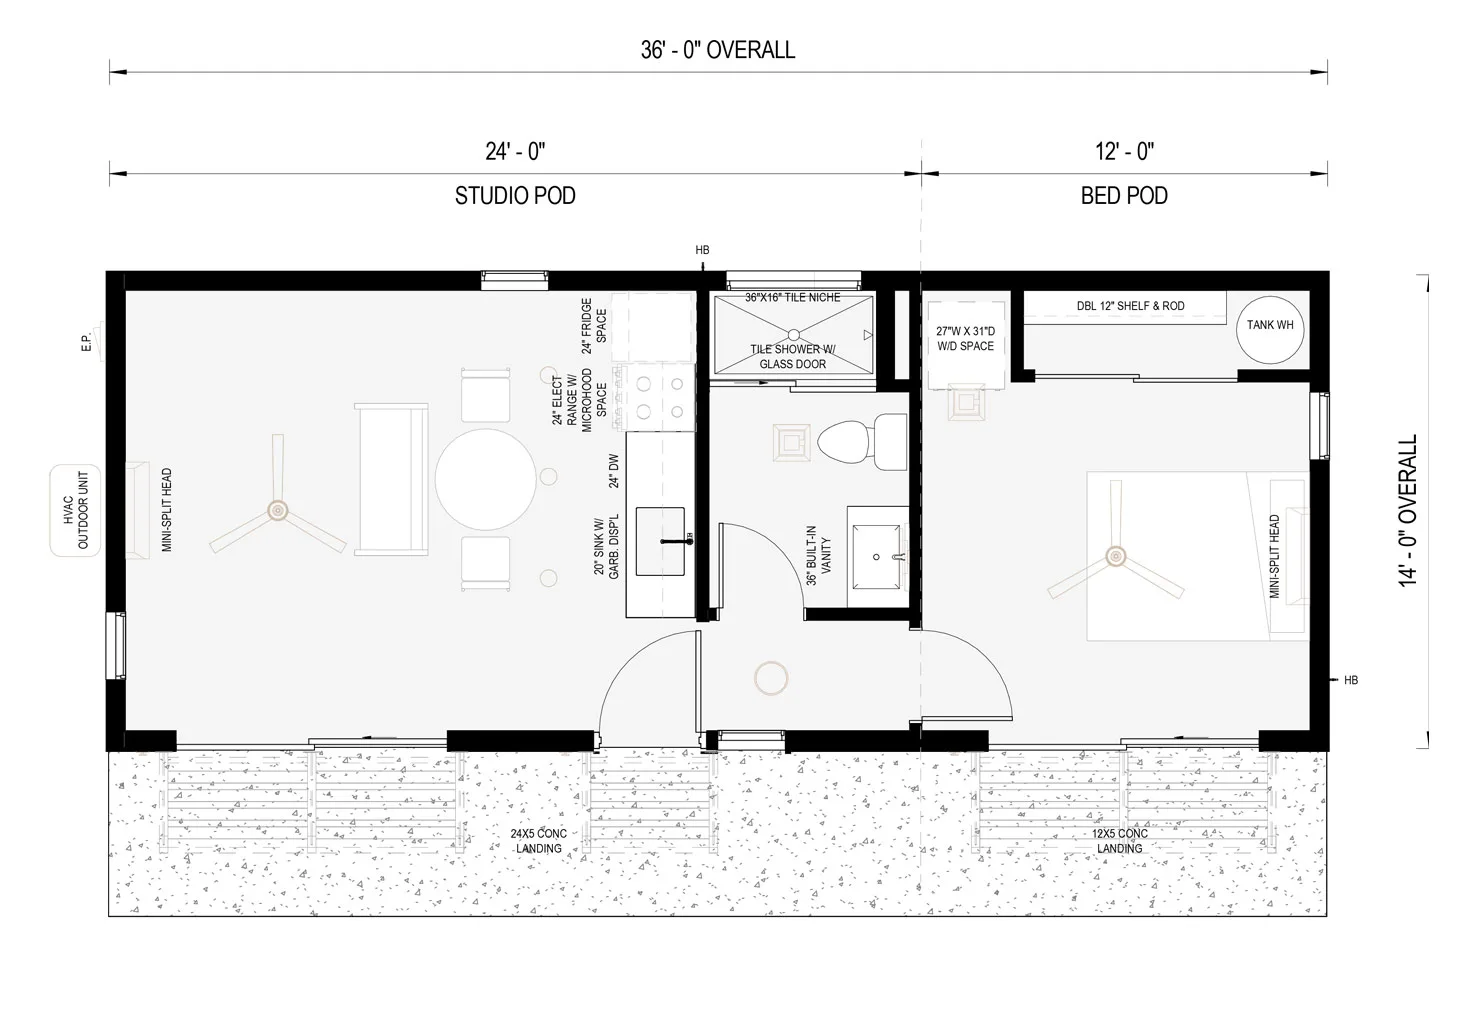 36' - 0" OVERALL
24' - 0"
12' - 0"
STUDIO POD
BED POD
HB
36"X16" TILE NICHE
TILE SHOWER W/
GLASS DOOR
24" FRIDGE
SPACE
27"W X 31"D
W/D SPACE
DBL 12" SHELF & ROD
TANK WH
E.P.
24" ELECT
RANGE W/
MICROHOOD
SPACE
HVAC
OUTDOOR UNIT
MINI-SPLIT HEAD
24" DW
20" SINK W/
GARB. DISP'L
36" BUILT-IN
VANITY
MINI-SPLIT HEAD
14' - 0" OVERALL
HB
24X5 CONC
LANDING
12X5 CONC
LANDING